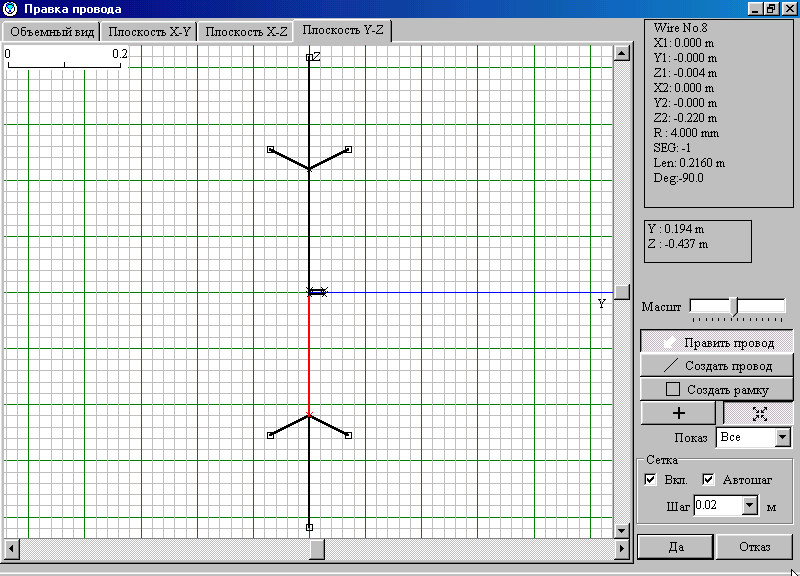 Правка провода
Объемный вид
Плоскость X-Y
Плоскость X-Z
Плоскость Y-Z
0 0.2
Z
Y
Wire No.8
X1: 0.000 m
Y1: -0.000 m
Z1: -0.004 m
X2: 0.000 m
Y2: -0.000 m
Z2: -0.220 m
R : 4.000 mm
SEG: -1
Len: 0.2160 m
Deg:-90.0
Y : 0.194 m
Z : -0.437 m
Масшт
Править провод
Создать провод
Создать рамку
+
Показ Все
Сетка
Вкл. Автошаг
Шаг 0.02 м
Да Отказ